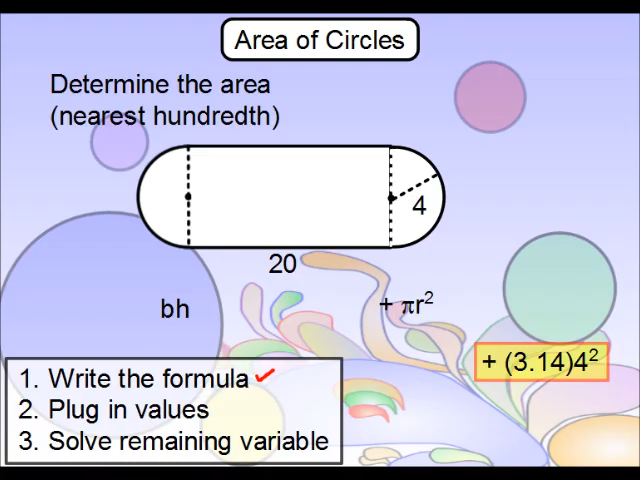 Area of Circles
Determine the area
(nearest hundredth)
4
20
bh + πr²
+ (3.14)4²
1. Write the formula ✓
2. Plug in values
3. Solve remaining variable